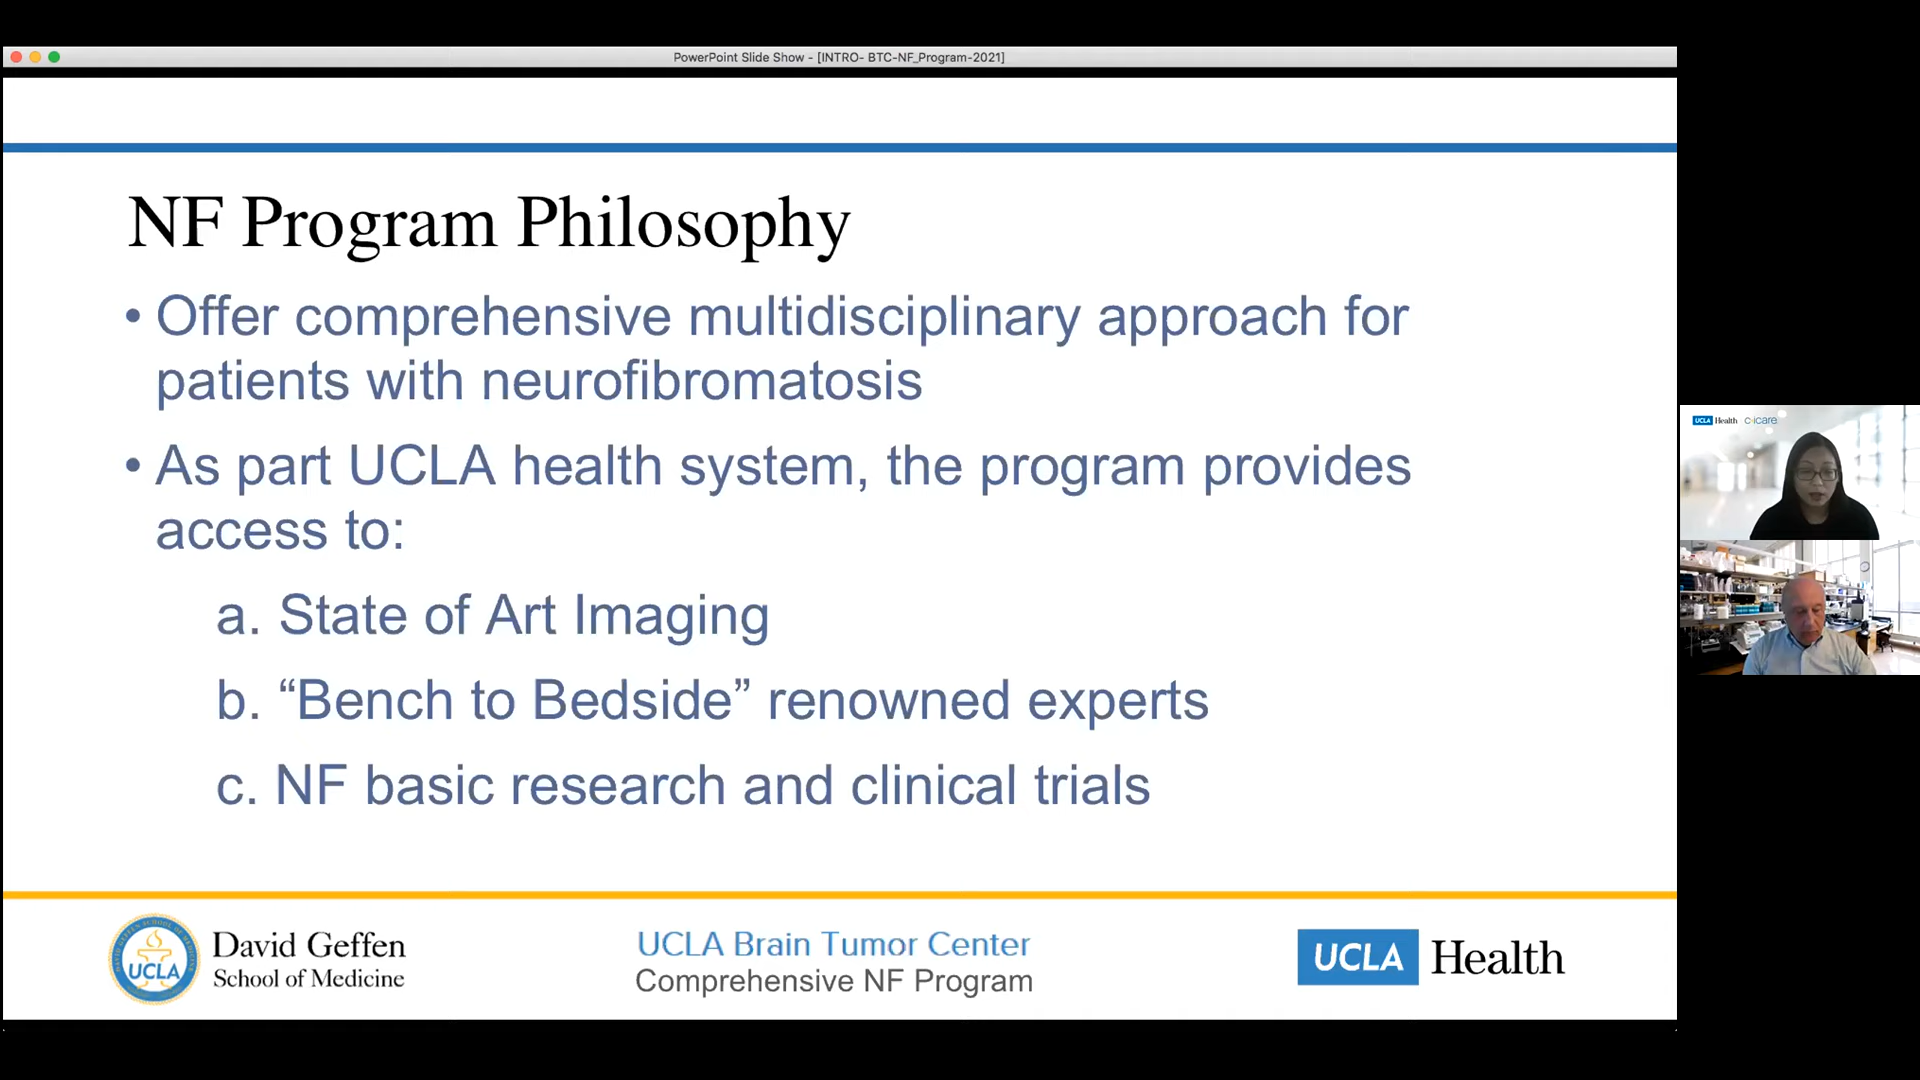 PowerPoint Slide Show - [INTRO- BTC-NF_Program-2021]
NF Program Philosophy
• Offer comprehensive multidisciplinary approach for
patients with neurofibromatosis
• As part UCLA health system, the program provides
access to:
a. State of Art Imaging
b. “Bench to Bedside” renowned experts
c. NF basic research and clinical trials
UCLA Health
UCLA
David Geffen
School of Medicine
UCLA Brain Tumor Center
Comprehensive NF Program
UCLA Health